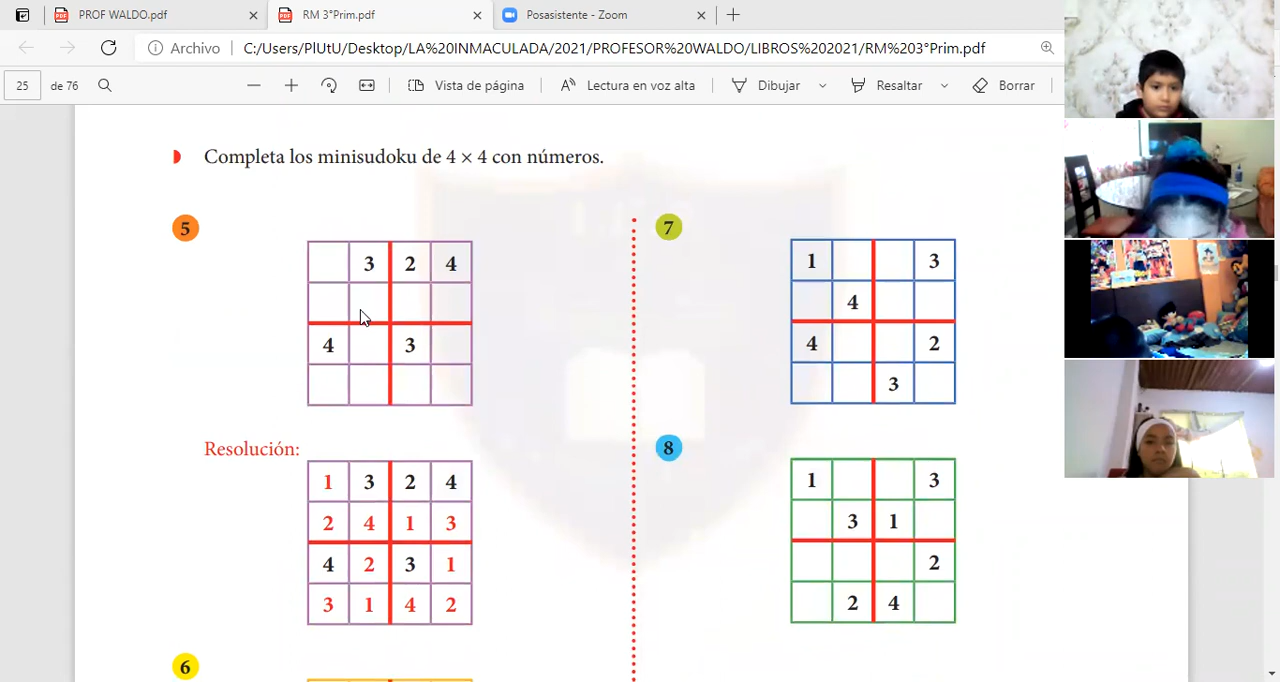 PROF WALDO.pdf
RM 3°Prim.pdf
Posasistente - Zoom
Archivo
C:/Users/PlUtU/Desktop/LA%20INMACULADA/2021/PROFESOR%20WALDO/LIBROS%202021/RM%203°Prim.pdf
25 de 76
Vista de página
Lectura en voz alta
Dibujar
Resaltar
Borrar
Completa los minisudoku de 4 × 4 con números.
5
3 2 4
4 3
Resolución:
1 3 2 4
2 4 1 3
4 2 3 1
3 1 4 2
6
7
1 3
4
4 2
3
8
1 3
3 1
2
2 4